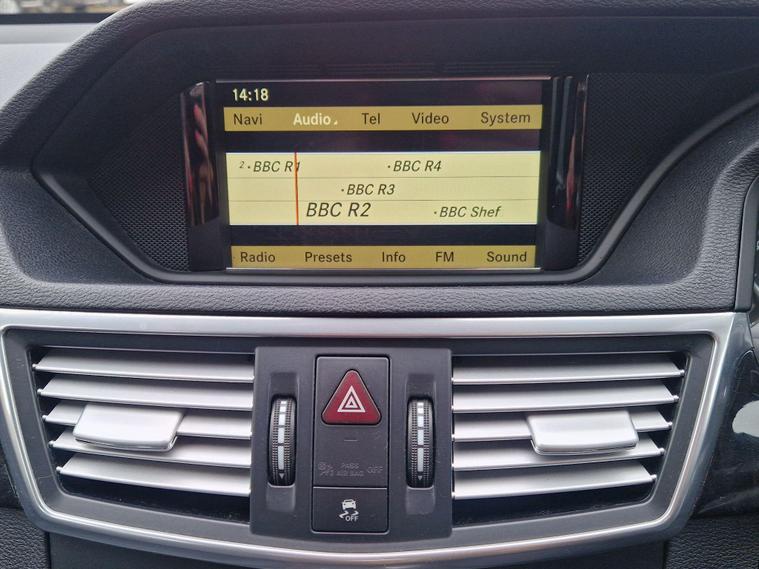 14:18
Navi Audio Tel Video System
2 BBC R1 BBC R4
BBC R3
BBC R2 BBC Shef
Radio Presets Info FM Sound
PASS
AIR BAG OFF
OFF